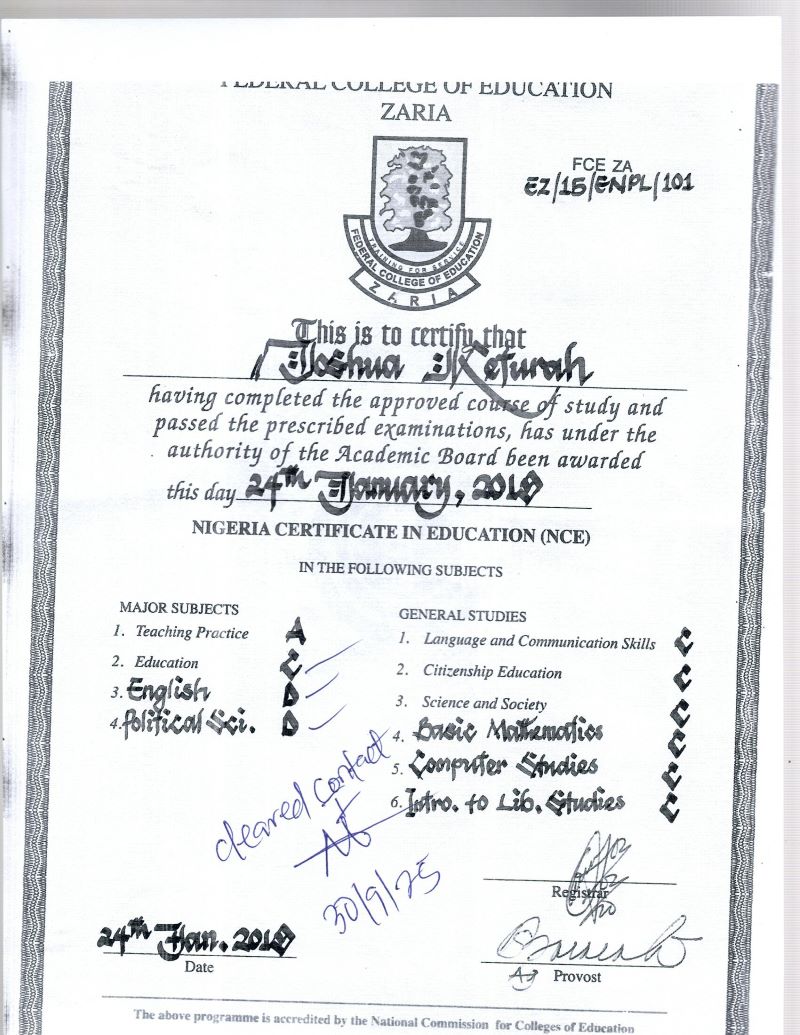 FEDERAL COLLEGE OF EDUCATION
ZARIA
FCE ZA
EZ/15/ENPL/101
TRAINING FOR SERVICE
FEDERAL COLLEGE OF EDUCATION
ZARIA
This is to certify that
Joshua Keturah
having completed the approved course of study and
passed the prescribed examinations, has under the
authority of the Academic Board been awarded
this day 24th January, 2019
NIGERIA CERTIFICATE IN EDUCATION (NCE)
IN THE FOLLOWING SUBJECTS
MAJOR SUBJECTS
1. Teaching Practice A
2. Education C
3. English D
4. Political Sci. D
GENERAL STUDIES
1. Language and Communication Skills C
2. Citizenship Education C
3. Science and Society C
4. Basic Mathematics C
5. Computer Studies C
6. Intro. to Lib. Studies C
cleared contact
30/9/25
Registrar
24th Jan. 2019
Date
Provost
The above programme is accredited by the National Commission for Colleges of Education